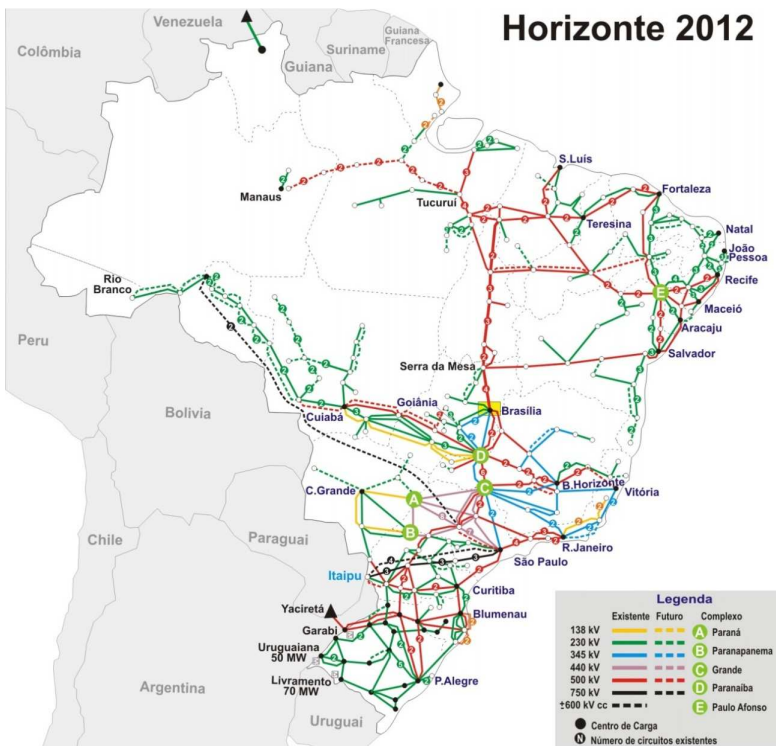 Horizonte 2012
Venezuela
Colômbia
Guiana
Suriname
Guiana
Francesa
Manaus
Tucuruí
S.Luís
Fortaleza
Teresina
Natal
João
Pessoa
Recife
Maceió
Aracaju
Salvador
E
Rio
Branco
Peru
Bolivia
Serra da Mesa
Cuiabá
Goiânia
Brasília
D
C
B.Horizonte
Vitória
C.Grande
A
B
R.Janeiro
São Paulo
Paraguai
Chile
Itaipu
Curitiba
Yaciretá
Blumenau
Garabi
Uruguaiana
50 MW
Livramento
70 MW
P.Alegre
Argentina
Uruguai
Legenda
Existente Futuro Complexo
138 kV A Paraná
230 kV
345 kV B Paranapanema
440 kV C Grande
500 kV D Paranaíba
750 kV
±600 kV cc E Paulo Afonso
Centro de Carga
N Número de circuitos existentes